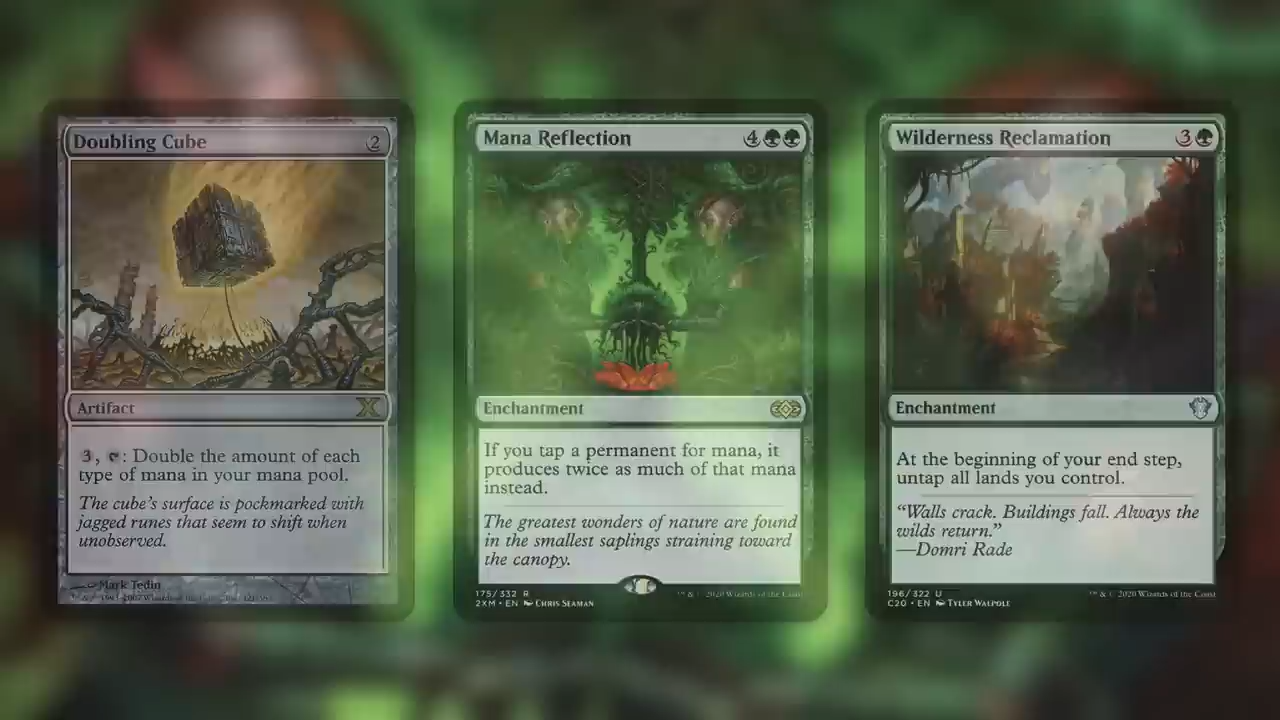 Doubling Cube 2
Artifact
3, : Double the amount of each
type of mana in your mana pool.
The cube's surface is pockmarked with
jagged runes that seem to shift when
unobserved.
Mark Tedin
Mana Reflection 4
Enchantment
If you tap a permanent for mana, it
produces twice as much of that mana
instead.
The greatest wonders of nature are found
in the smallest saplings straining toward
the canopy.
175/332 R
2XM • EN Chris Seaman
™ & © 2020 Wizards of the Coast
Wilderness Reclamation 3
Enchantment
At the beginning of your end step,
untap all lands you control.
“Walls crack. Buildings fall. Always the
wilds return.”
—Domri Rade
196/322 U
C20 • EN Tyler Walpole
™ & © 2020 Wizards of the Coast